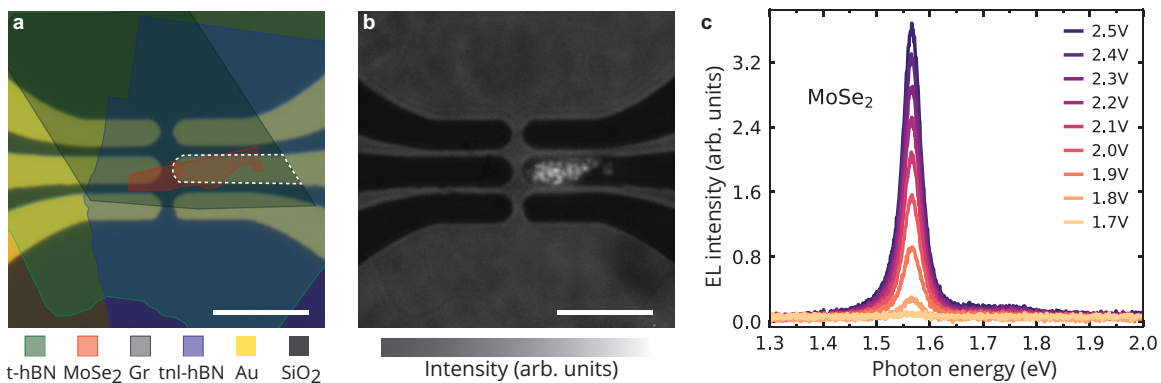 a
t-hBN MoSe₂ Gr tnl-hBN Au SiO₂
b
Intensity (arb. units)
c
EL intensity (arb. units)
3.2
2.4
1.6
0.8
0.0
MoSe₂
2.5V
2.4V
2.3V
2.2V
2.1V
2.0V
1.9V
1.8V
1.7V
1.3 1.4 1.5 1.6 1.7 1.8 1.9 2.0
Photon energy (eV)